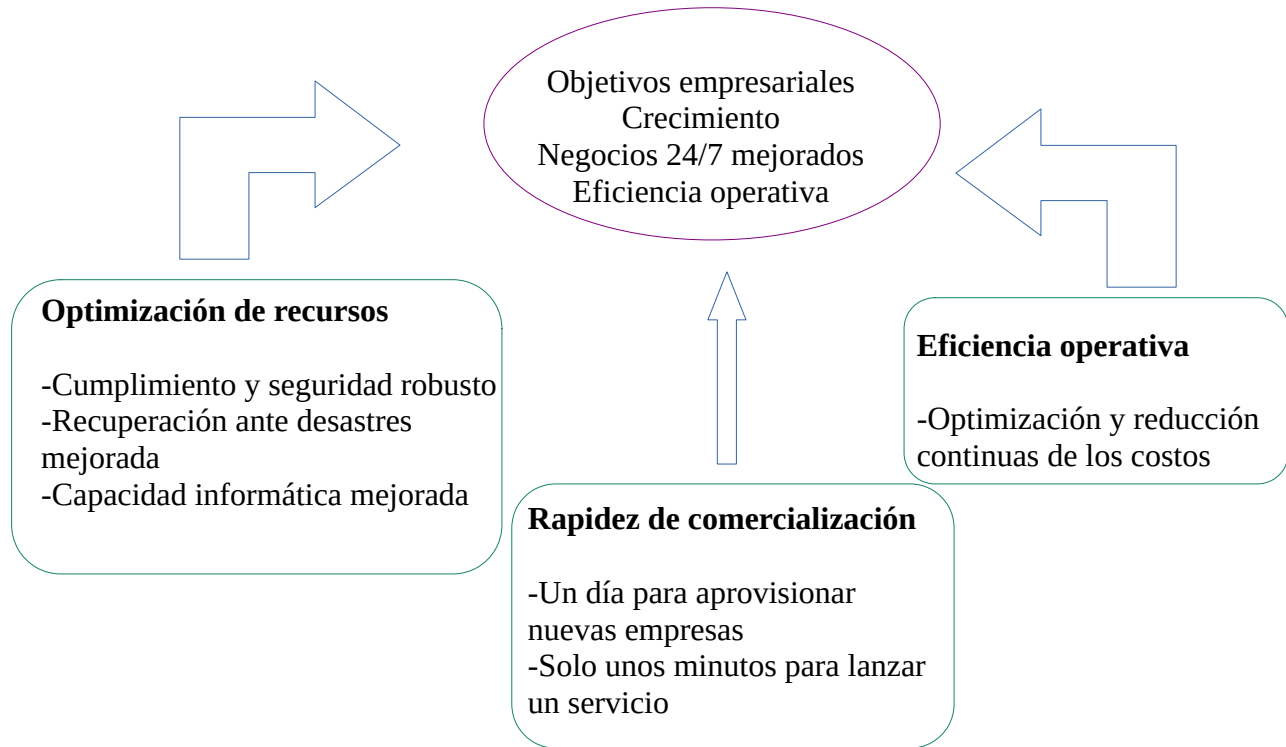 Objetivos empresariales
Crecimiento
Negocios 24/7 mejorados
Eficiencia operativa
Optimización de recursos
-Cumplimiento y seguridad robusto
-Recuperación ante desastres
mejorada
-Capacidad informática mejorada
Rapidez de comercialización
-Un día para aprovisionar
nuevas empresas
-Solo unos minutos para lanzar
un servicio
Eficiencia operativa
-Optimización y reducción
continuas de los costos